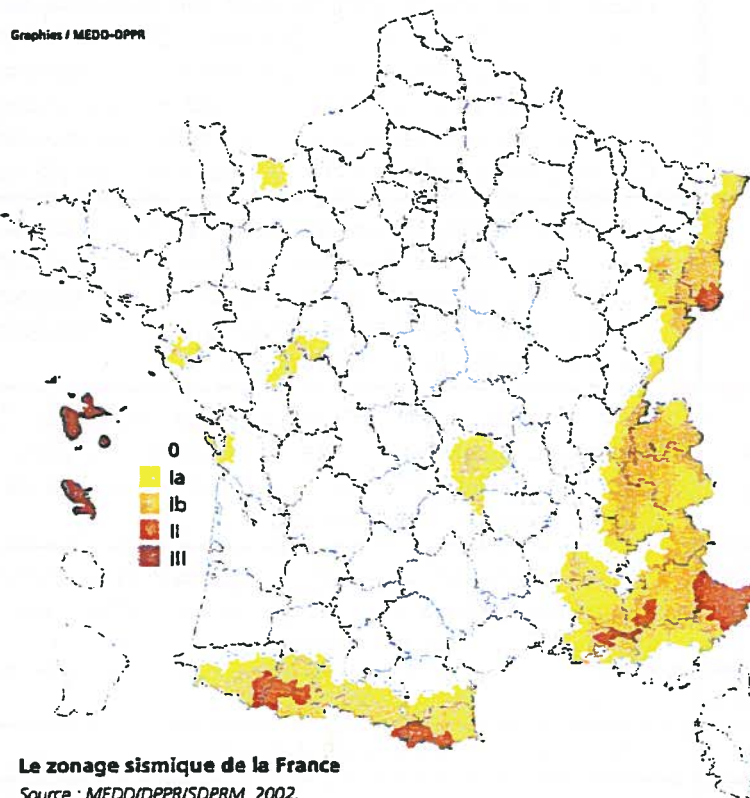 Graphies / MEDD-DPPR
0
Ia
Ib
II
III
Le zonage sismique de la France
Source : MEDD/DPPR/SDPRM, 2002.